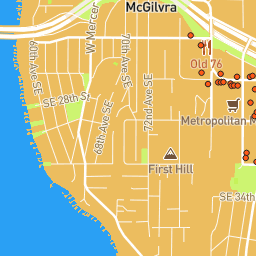 McGilvra
W Mercer
60th Ave SE
70th Ave SE
Old 76
SE 28th St
72nd Ave SE
68th Ave SE
Metropolitan M
First Hill
SE 34th